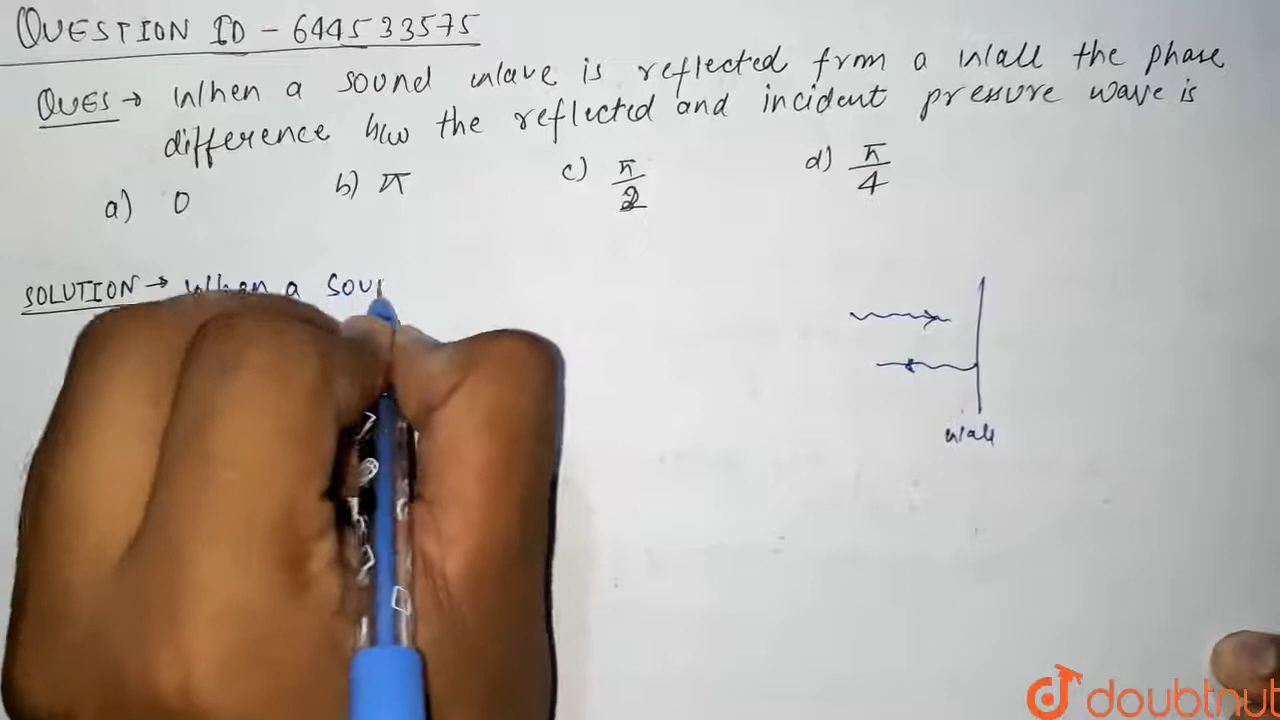 QUESTION ID - 644533575
QUES → When a sound wave is reflected from a wall the phase
difference b/w the reflected and incident pressure wave is
a) 0 b) π c) π/2 d) π/4
SOLUTION → When a sou
wall
doubtnut